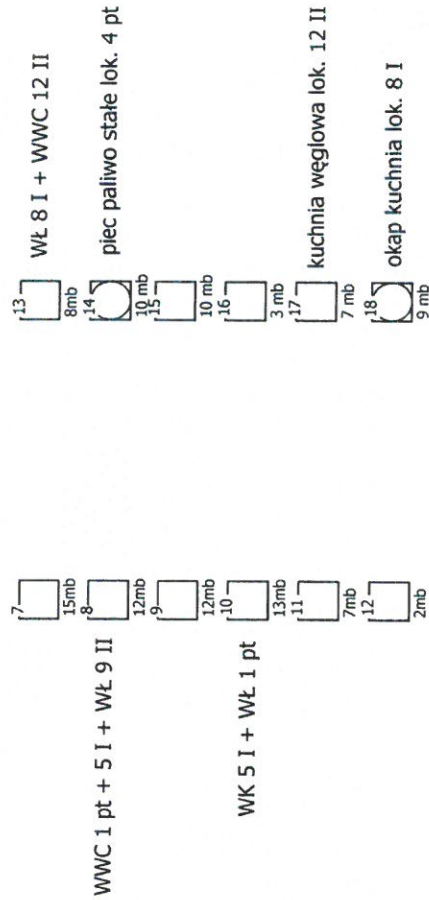 7
15mb
WWC 1 pt + 5 I + WŁ 9 II
8
12mb
9
12mb
WK 5 I + WŁ 1 pt
10
13mb
11
7mb
12
2mb
13
8mb
WŁ 8 I + WWC 12 II
14
10 mb
piec paliwo stałe lok. 4 pt
15
10 mb
16
3 mb
17
7 mb
kuchnia węglowa lok. 12 II
18
9 mb
okap kuchnia lok. 8 I